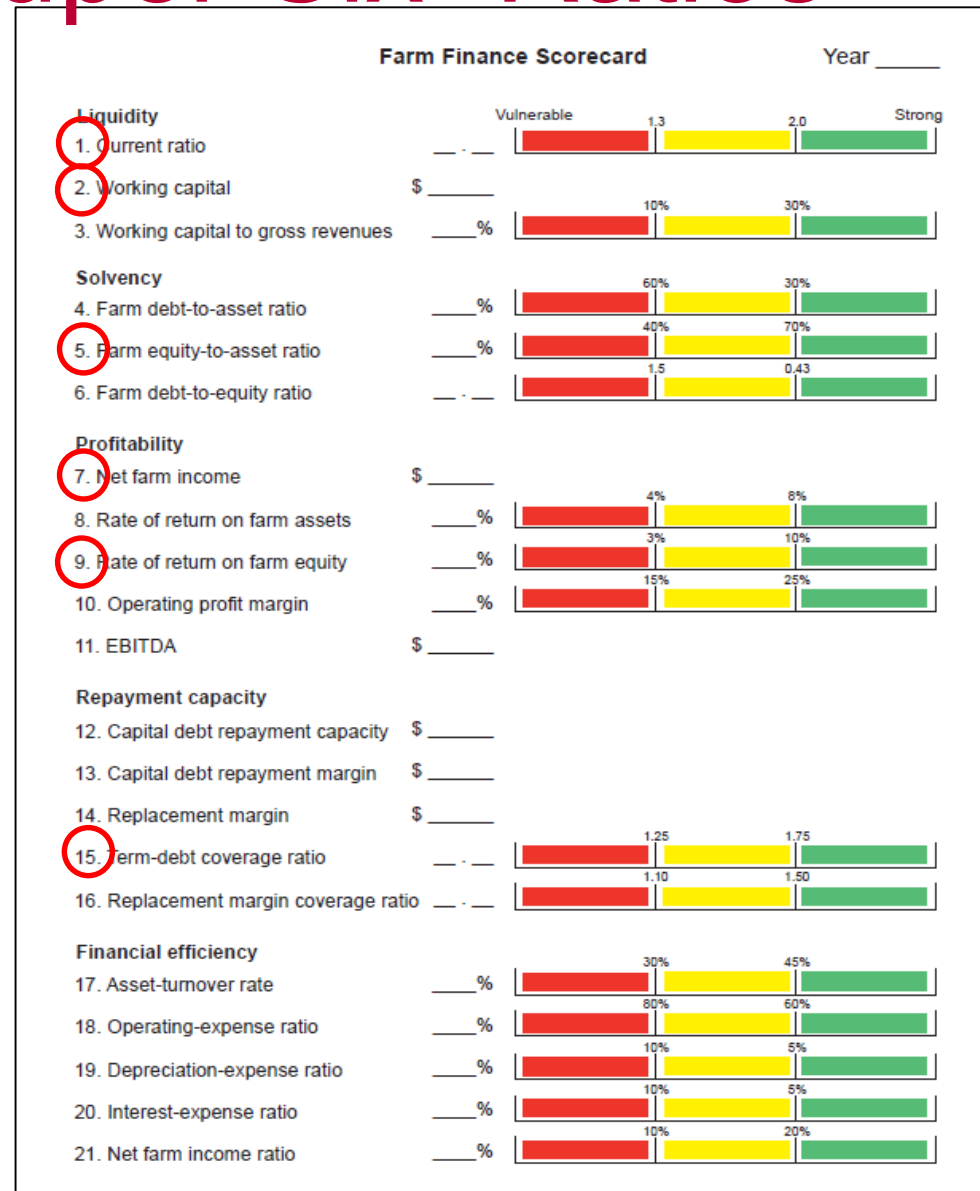 Farm Finance Scorecard Year _____
Liquidity Vulnerable 1.3 2.0 Strong
1. Current ratio __ . __
2. Working capital $ ______
10% 30%
3. Working capital to gross revenues ____%
Solvency 60% 30%
4. Farm debt-to-asset ratio ____%
40% 70%
5. Farm equity-to-asset ratio ____%
1.5 0.43
6. Farm debt-to-equity ratio __ . __
Profitability
7. Net farm income $ ______
4% 8%
8. Rate of return on farm assets ____%
3% 10%
9. Rate of return on farm equity ____%
15% 25%
10. Operating profit margin ____%
11. EBITDA $ ______
Repayment capacity
12. Capital debt repayment capacity $ ______
13. Capital debt repayment margin $ ______
14. Replacement margin $ ______
1.25 1.75
15. Term-debt coverage ratio __ . __
1.10 1.50
16. Replacement margin coverage ratio __ . __
Financial efficiency 30% 45%
17. Asset-turnover rate ____%
80% 60%
18. Operating-expense ratio ____%
10% 5%
19. Depreciation-expense ratio ____%
10% 5%
20. Interest-expense ratio ____%
10% 20%
21. Net farm income ratio ____%